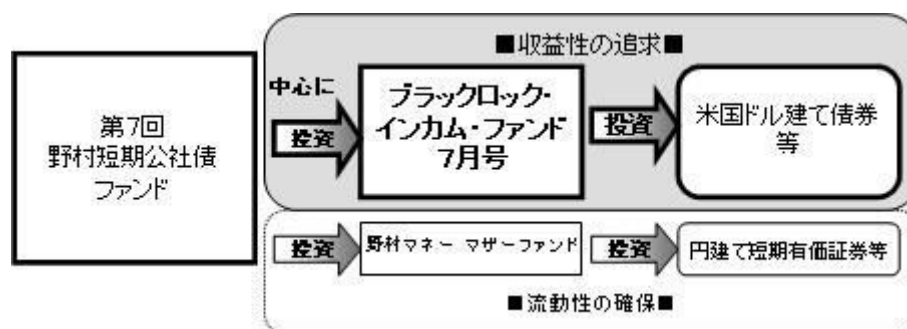 ■収益性の追求■
第7回
野村短期公社債
ファンド
中心に
投資
ブラックロック・
インカム・ファンド
7月号
投資
米国ドル建て債券
等
投資
野村マネー マザーファンド
投資
円建て短期有価証券等
■流動性の確保■